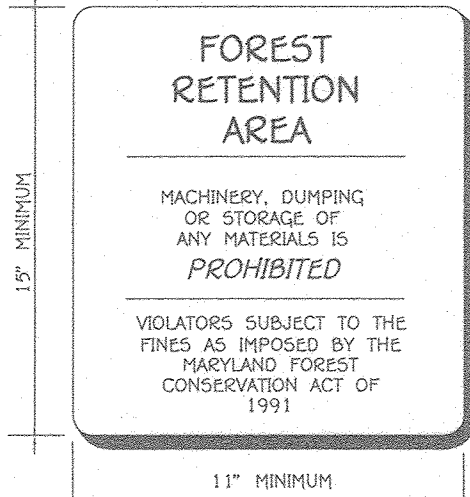 FOREST
RETENTION
AREA
MACHINERY, DUMPING
OR STORAGE OF
ANY MATERIALS IS
PROHIBITED
VIOLATORS SUBJECT TO THE
FINES AS IMPOSED BY THE
MARYLAND FOREST
CONSERVATION ACT OF
1991
15" MINIMUM
11" MINIMUM